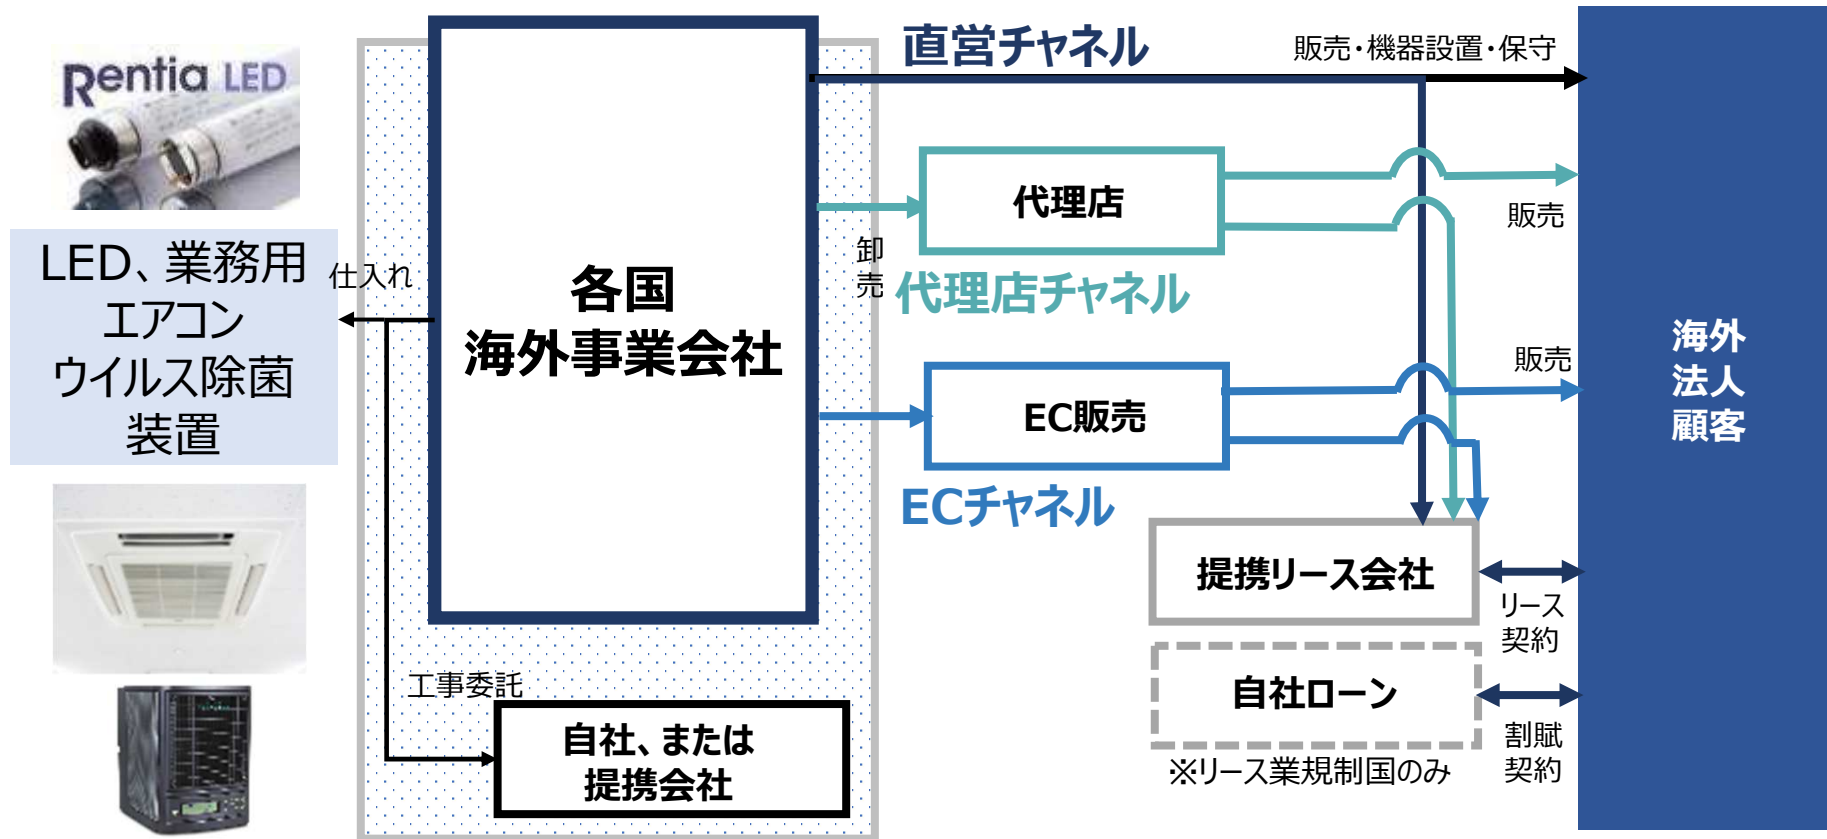 Rentia LED
LED、業務用
エアコン
ウイルス除菌
装置
仕入れ
各国
海外事業会社
工事委託
自社、または
提携会社
直営チャネル
販売・機器設置・保守
卸
売
代理店
代理店チャネル
販売
EC販売
ECチャネル
販売
提携リース会社
リース
契約
自社ローン
※リース業規制国のみ
割賦
契約
海外
法人
顧客